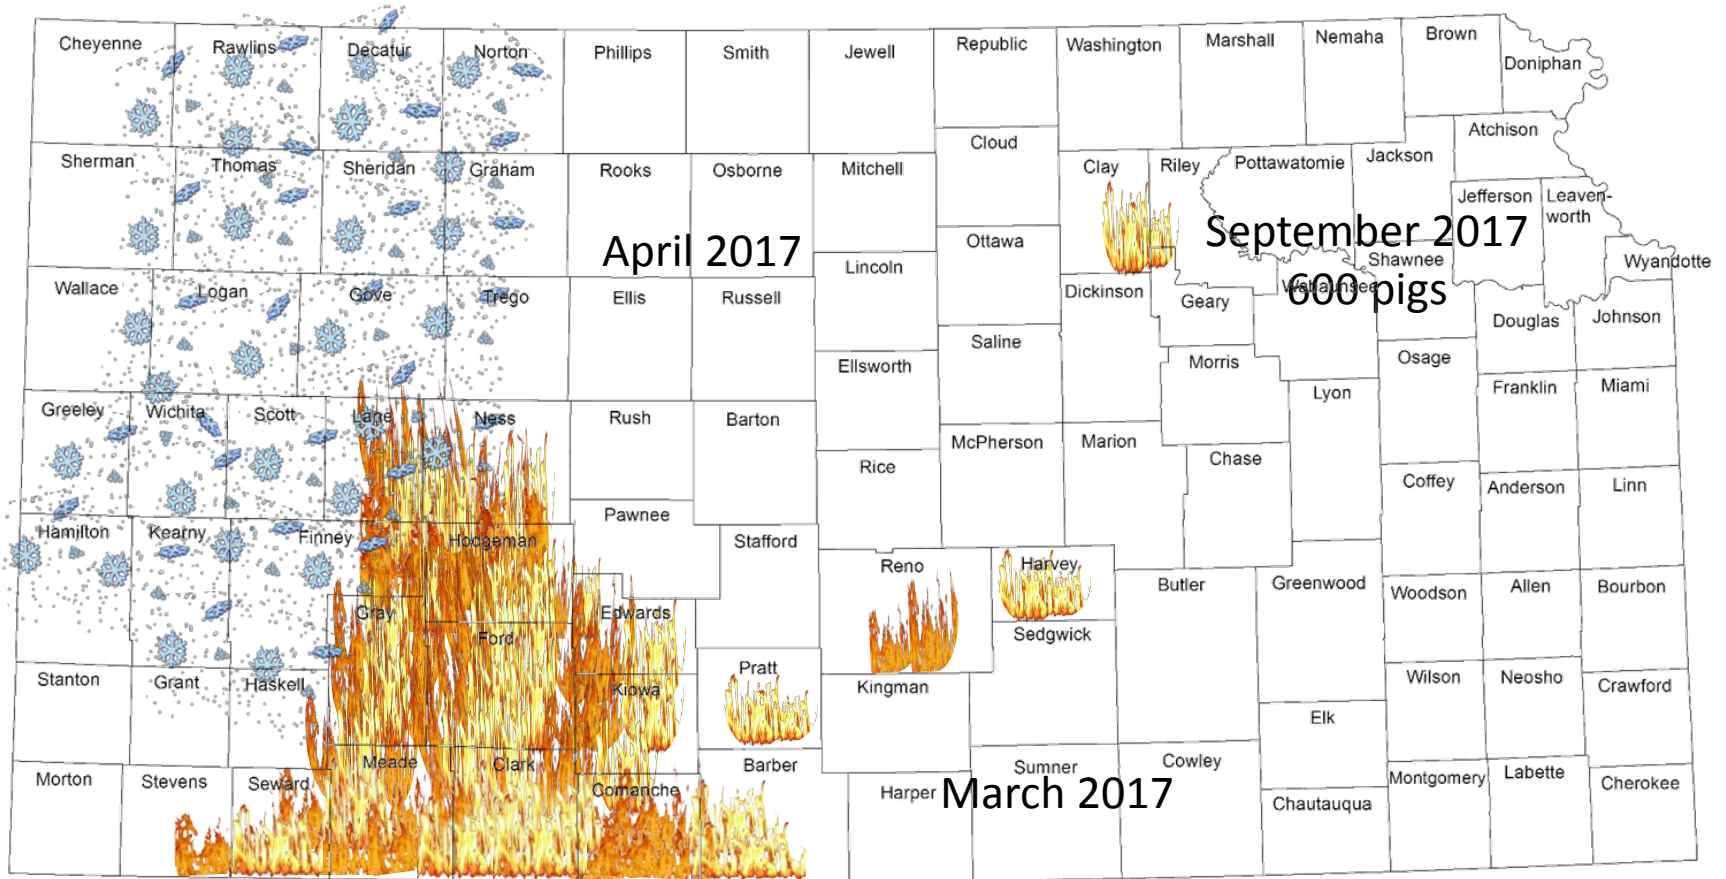 Cheyenne
Rawlins
Decatur
Norton
Phillips
Smith
Jewell
Republic
Washington
Marshall
Nemaha
Brown
Doniphan
Atchison
Sherman
Thomas
Sheridan
Graham
Rooks
Osborne
Mitchell
Cloud
Clay
Riley
Pottawatomie
Jackson
Jefferson
Leaven-
worth
April 2017
September 2017
600 pigs
Ottawa
Shawnee
Wyandotte
Wallace
Logan
Gove
Trego
Ellis
Russell
Lincoln
Dickinson
Geary
Wabaunsee
Douglas
Johnson
Saline
Ellsworth
Morris
Osage
Lyon
Franklin
Miami
Greeley
Wichita
Scott
Lane
Ness
Rush
Barton
McPherson
Marion
Chase
Rice
Coffey
Anderson
Linn
Hamilton
Kearny
Finney
Hodgeman
Pawnee
Stafford
Reno
Harvey
Butler
Greenwood
Woodson
Allen
Bourbon
Gray
Ford
Edwards
Sedgwick
Stanton
Grant
Haskell
Kiowa
Pratt
Kingman
Elk
Wilson
Neosho
Crawford
Morton
Stevens
Seward
Meade
Clark
Comanche
Barber
Harper
Sumner
March 2017
Cowley
Chautauqua
Montgomery
Labette
Cherokee